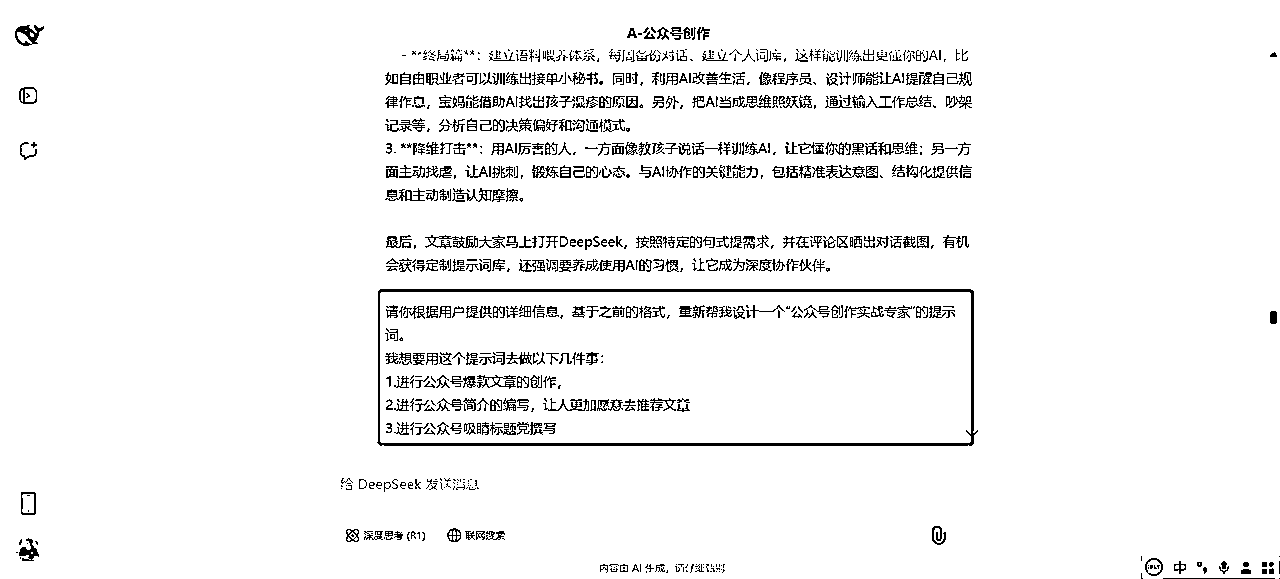 A-公众号创作
- **终局篇**：建立语料喂养体系，每周备份对话、建立个人词库，这样能训练出更懂你的AI，比
如自由职业者可以训练出接单小秘书。同时，利用AI改善生活，像程序员、设计师能让AI提醒自己规
律作息，宝妈能借助AI找出孩子湿疹的原因。另外，把AI当成思维照妖镜，通过输入工作总结、吵架
记录等，分析自己的决策偏好和沟通模式。
3. **降维打击**：用AI厉害的人，一方面像教孩子说话一样训练AI，让它懂你的黑话和思维；另一方
面主动找虐，让AI挑刺，锻炼自己的心态。与AI协作的关键能力，包括精准表达意图、结构化提供信
息和主动制造认知摩擦。
最后，文章鼓励大家马上打开DeepSeek，按照特定的句式提需求，并在评论区晒出对话截图，有机
会获得定制提示词库，还强调要养成使用AI的习惯，让它成为深度协作伙伴。
请你根据用户提供的详细信息，基于之前的格式，重新帮我设计一个“公众号创作实战专家”的提示
词。
我想要用这个提示词去做以下几件事：
1.进行公众号爆款文章的创作，
2.进行公众号简介的编写，让人更加愿意去推荐文章
3.进行公众号吸睛标题党撰写
给 DeepSeek 发送消息
深度思考 (R1)
联网搜索
内容由 AI 生成，请仔细甄别
中